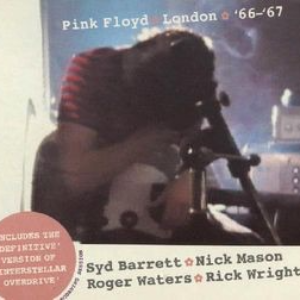 Pink Floyd London '66–'67
INCLUDES THE
'DEFINITIVE'
VERSION OF
'INTERSTELLAR
OVERDRIVE'
Syd Barrett Nick Mason
Roger Waters Rick Wright